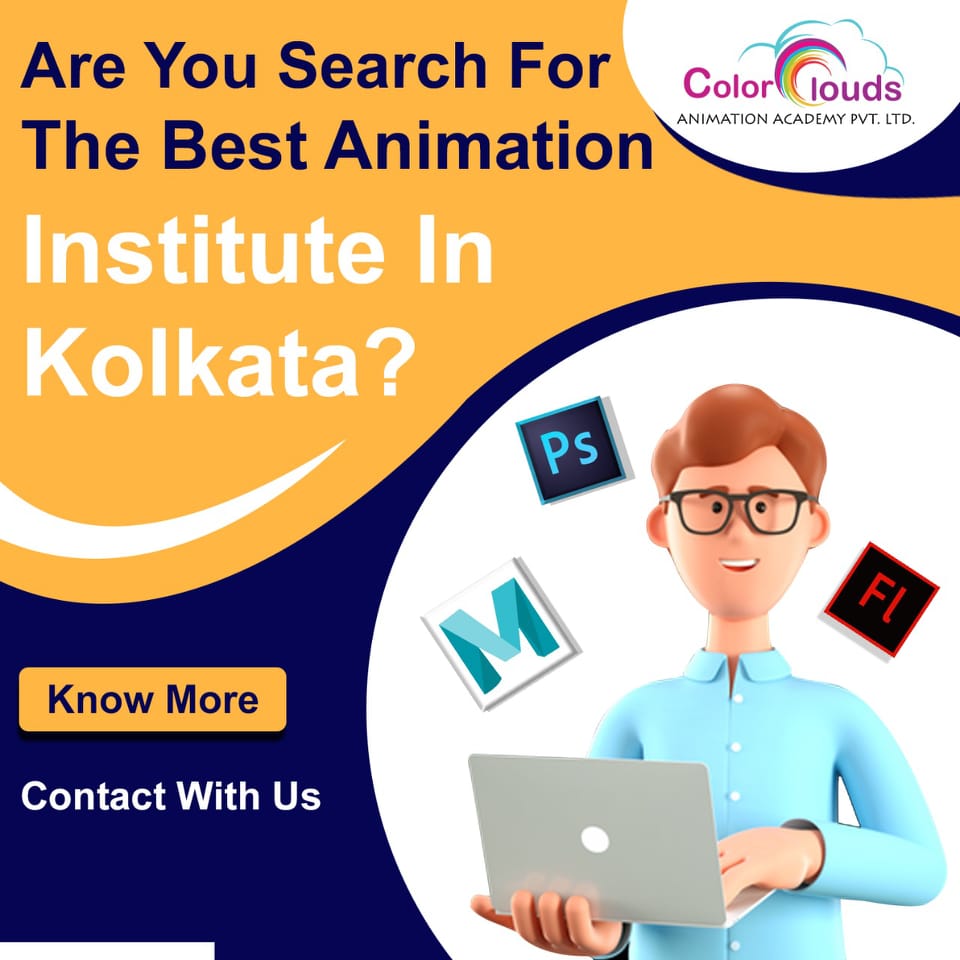 Are You Search For
The Best Animation
Institute In
Kolkata?
Color Clouds
ANIMATION ACADEMY PVT. LTD.
Ps
M
Fl
Know More
Contact With Us